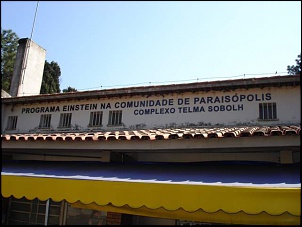 PROGRAMA EINSTEIN NA COMUNIDADE DE PARAISÓPOLIS
COMPLEXO TELMA SOBOLH